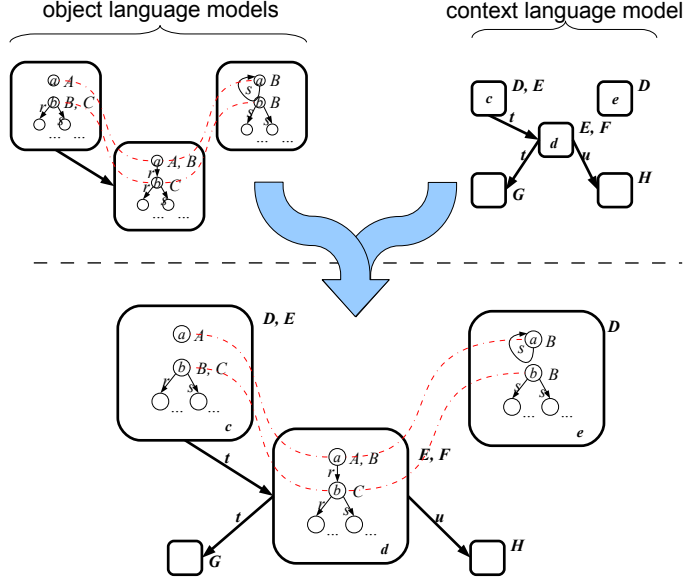 object language models
context language model
a A
b B, C
r s
... ...
a B
s
b B
s s
... ...
a A, B
r
b C
r s
... ...
D, E
c
t
D
e
E, F
d
t u
G
H
D, E
a A
b B, C
r s
... ...
c
D
a B
s
b B
s s
... ...
e
t
E, F
a A, B
r
b C
r s
... ...
d
t u
G
H